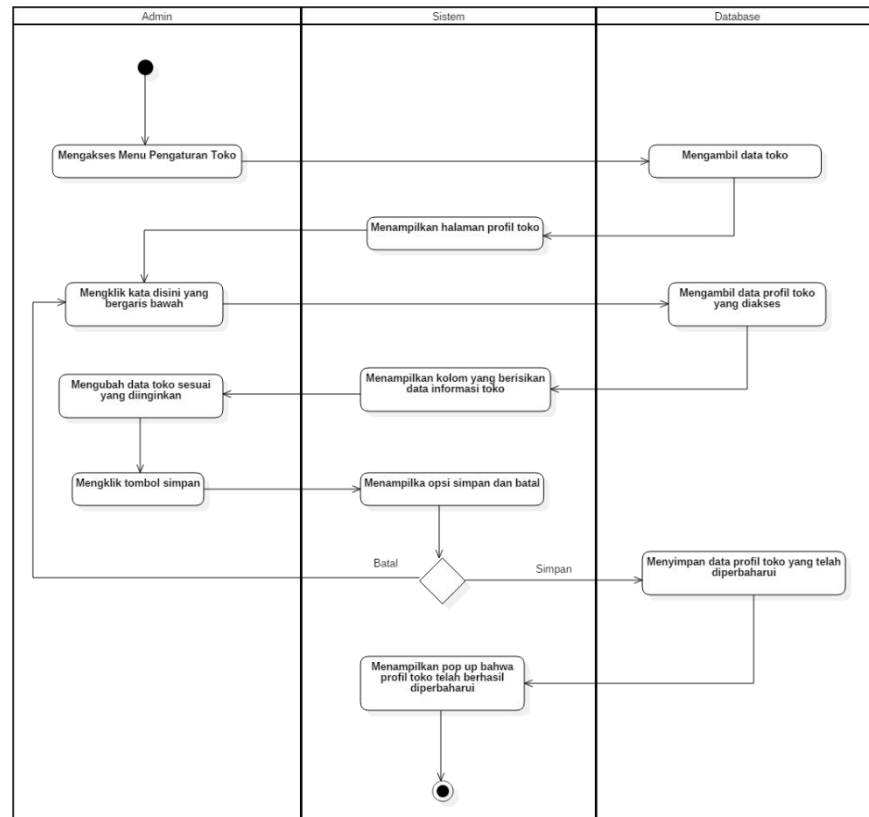 Admin
Sistem
Database
Mengakses Menu Pengaturan Toko
Mengambil data toko
Menampilkan halaman profil toko
Mengklik kata disini yang
bergaris bawah
Mengambil data profil toko
yang diakses
Menampilkan kolom yang berisikan
data informasi toko
Mengubah data toko sesuai
yang diinginkan
Mengklik tombol simpan
Menampilka opsi simpan dan batal
Batal
Simpan
Menyimpan data profil toko yang telah
diperbaharui
Menampilkan pop up bahwa
profil toko telah berhasil
diperbaharui